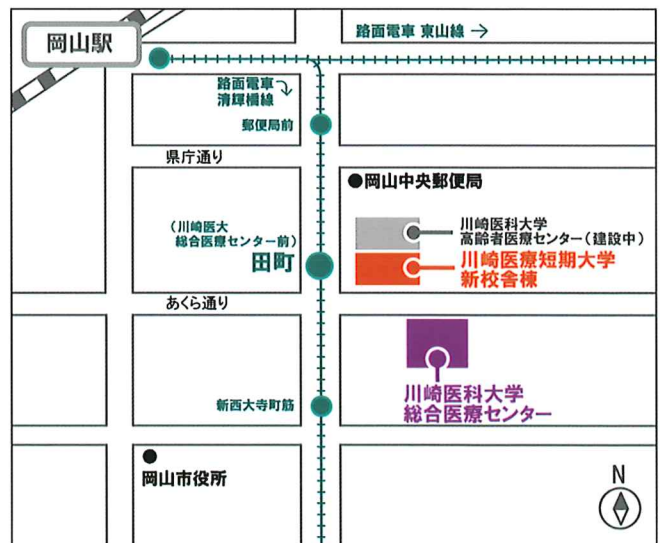 岡山駅
路面電車 東山線 →
路面電車
清輝橋線
郵便局前
県庁通り
●岡山中央郵便局
川崎医科大学
高齢者医療センター(建設中)
(川崎医大
総合医療センター前)
田町
川崎医療短期大学
新校舎棟
あくら通り
川崎医科大学
総合医療センター
新西大寺町筋
岡山市役所
N